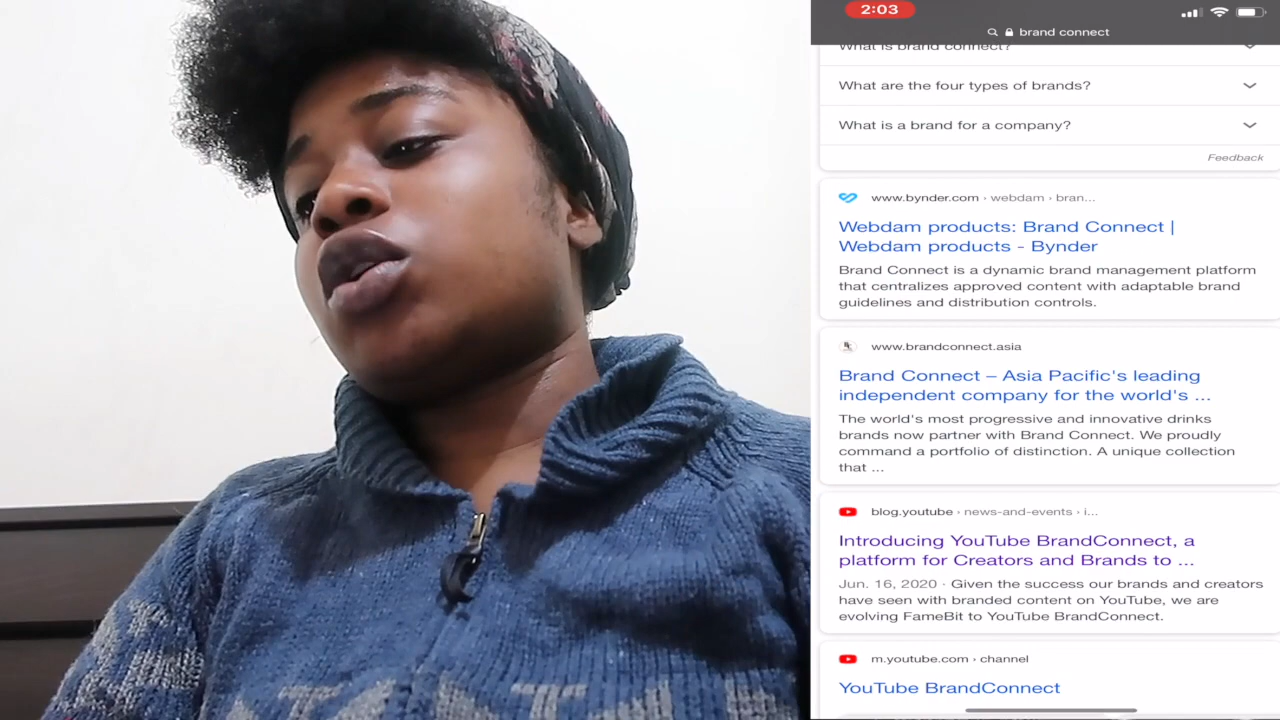 2:03
brand connect
What is brand connect?
What are the four types of brands?
What is a brand for a company?
Feedback
www.bynder.com › webdam › bran...
Webdam products: Brand Connect |
Webdam products - Bynder
Brand Connect is a dynamic brand management platform
that centralizes approved content with adaptable brand
guidelines and distribution controls.
www.brandconnect.asia
Brand Connect – Asia Pacific's leading
independent company for the world's ...
The world's most progressive and innovative drinks
brands now partner with Brand Connect. We proudly
command a portfolio of distinction. A unique collection
that ...
blog.youtube › news-and-events › i...
Introducing YouTube BrandConnect, a
platform for Creators and Brands to ...
Jun. 16, 2020 · Given the success our brands and creators
have seen with branded content on YouTube, we are
evolving FameBit to YouTube BrandConnect.
m.youtube.com › channel
YouTube BrandConnect